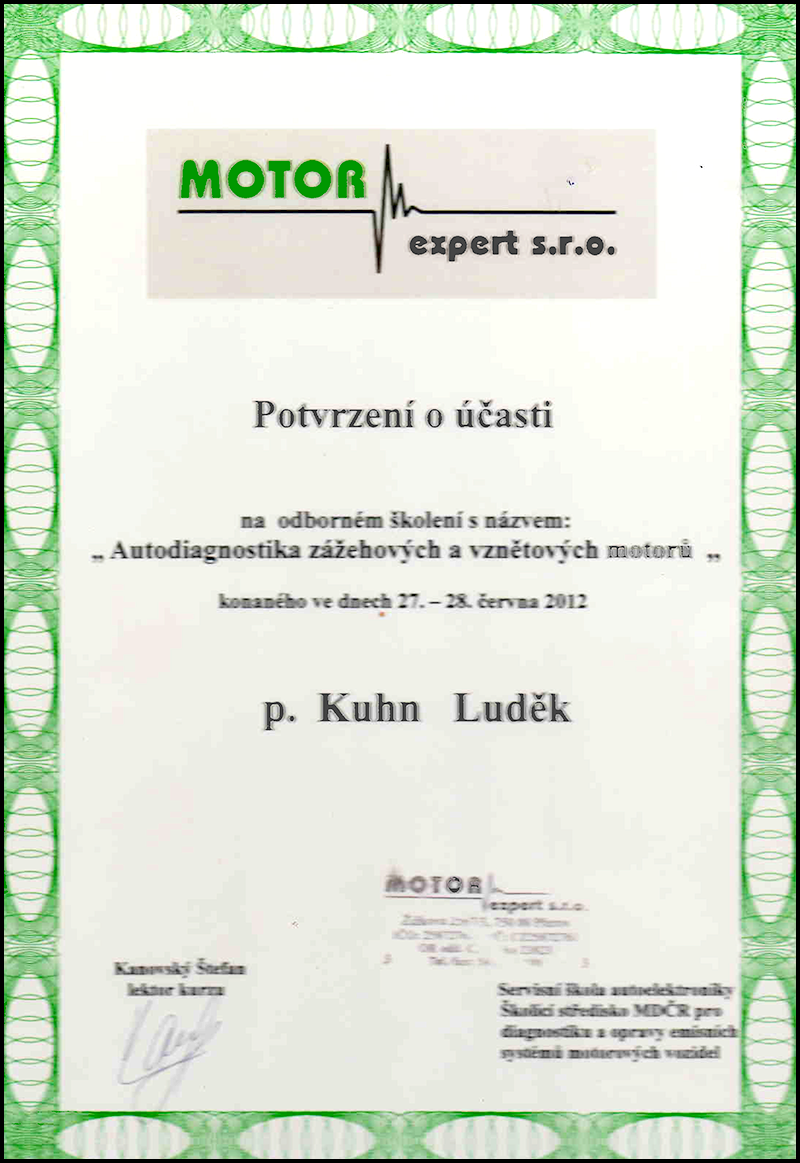 MOTOR
expert s.r.o.
Potvrzení o účasti
na odborném školení s názvem:
„ Autodiagnostika zážehových a vznětových motorů „
konaného ve dnech 27. – 28. června 2012
p. Kuhn Luděk
MOTOR
expert s.r.o.
Kanovský Štefan
lektor kurzu
Servisní škola autoelektroniky
Školicí středisko MDČR pro
diagnostiku a opravy emisních
systémů motorových vozidel